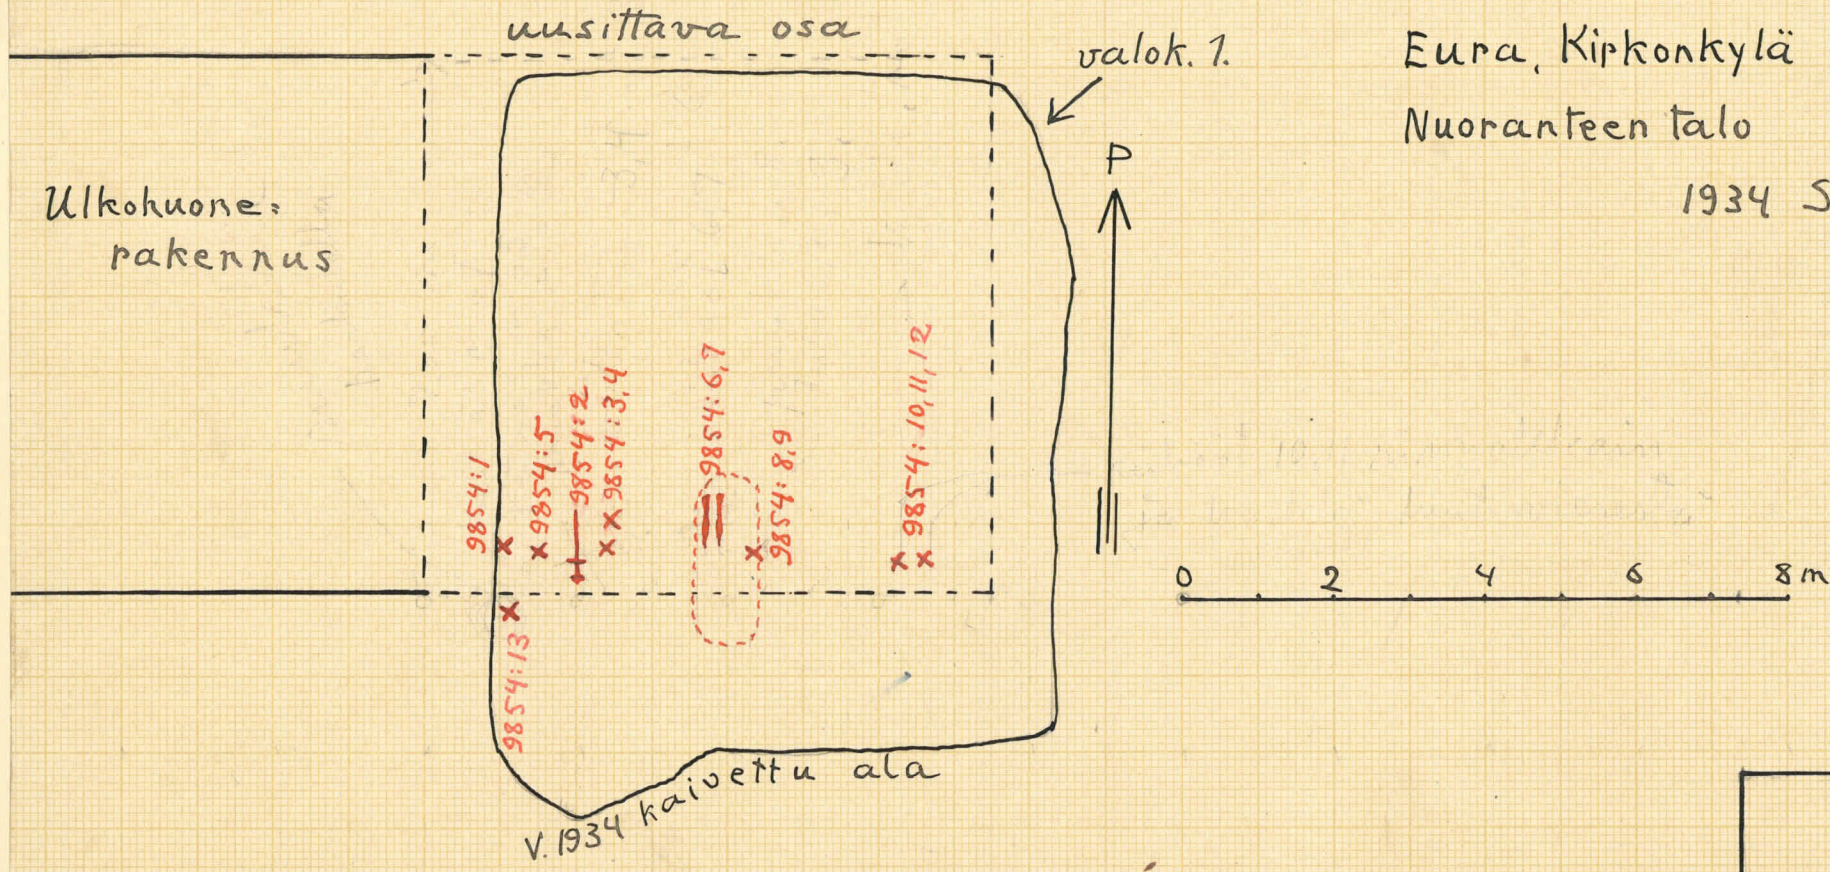 uusittava osa
valok. 1.
Eura, Kirkonkylä
Nuoranteen talo
1934 S
P
Ulkohuone=
rakennus
9854:1
9854:5
9854:2
9854:3,4
9854:6,7
9854:8,9
9854:10,11,12
9854:13
0 2 4 6 8 m
V. 1934 kaivettu ala